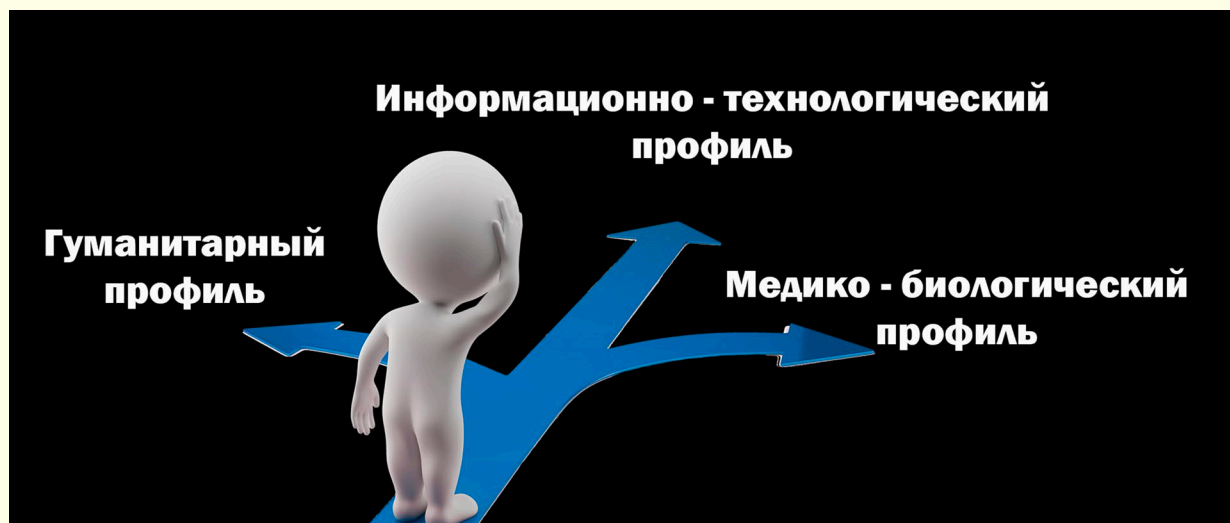 Информационно - технологический
профиль
Гуманитарный
профиль
Медико - биологический
профиль